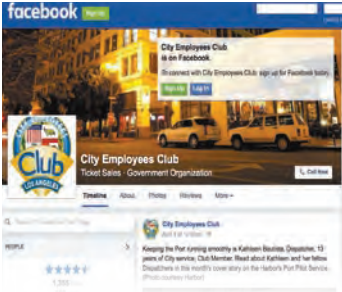 facebook Sign Up
City Employees Club
is on Facebook.
To connect with City Employees Club, sign up for Facebook today.
Sign Up Log In
Club
LOS ANGELES
City Employees Club
Ticket Sales · Government Organization
Call Now
Timeline About Photos Reviews More
PEOPLE
City Employees Club
Keeping the Port running smoothly is Kathleen Bautista, Dispatcher, 13
years of City service, Club Member. Read about Kathleen and her fellow
Dispatchers in this month's cover story on the Harbor's Port Pilot Service.